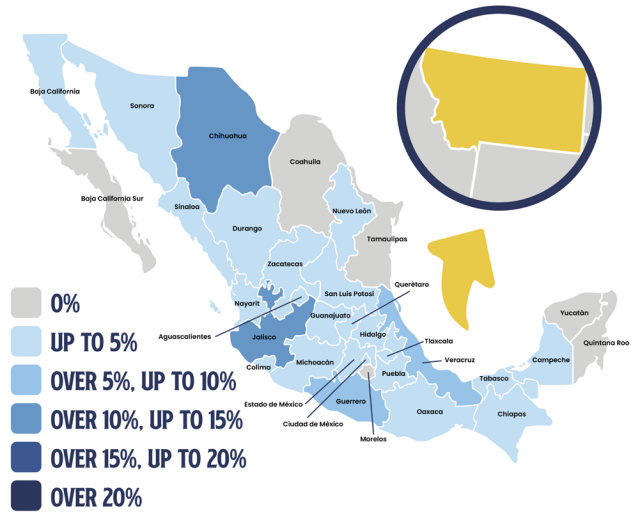 Baja California
Sonora
Chihuahua
Coahuila
Baja California Sur
Sinaloa
Nuevo León
Durango
Tamaulipas
Zacatecas
Querétaro
San Luis Potosí
Nayarit
Guanajuato
Yucatán
Aguascalientes
Jalisco
Hidalgo
Tlaxcala
Quintana Roo
Colima
Michoacán
Veracruz
Campeche
Puebla
Tabasco
Estado de México
Guerrero
Oaxaca
Chiapas
Ciudad de México
Morelos
0%
UP TO 5%
OVER 5%, UP TO 10%
OVER 10%, UP TO 15%
OVER 15%, UP TO 20%
OVER 20%